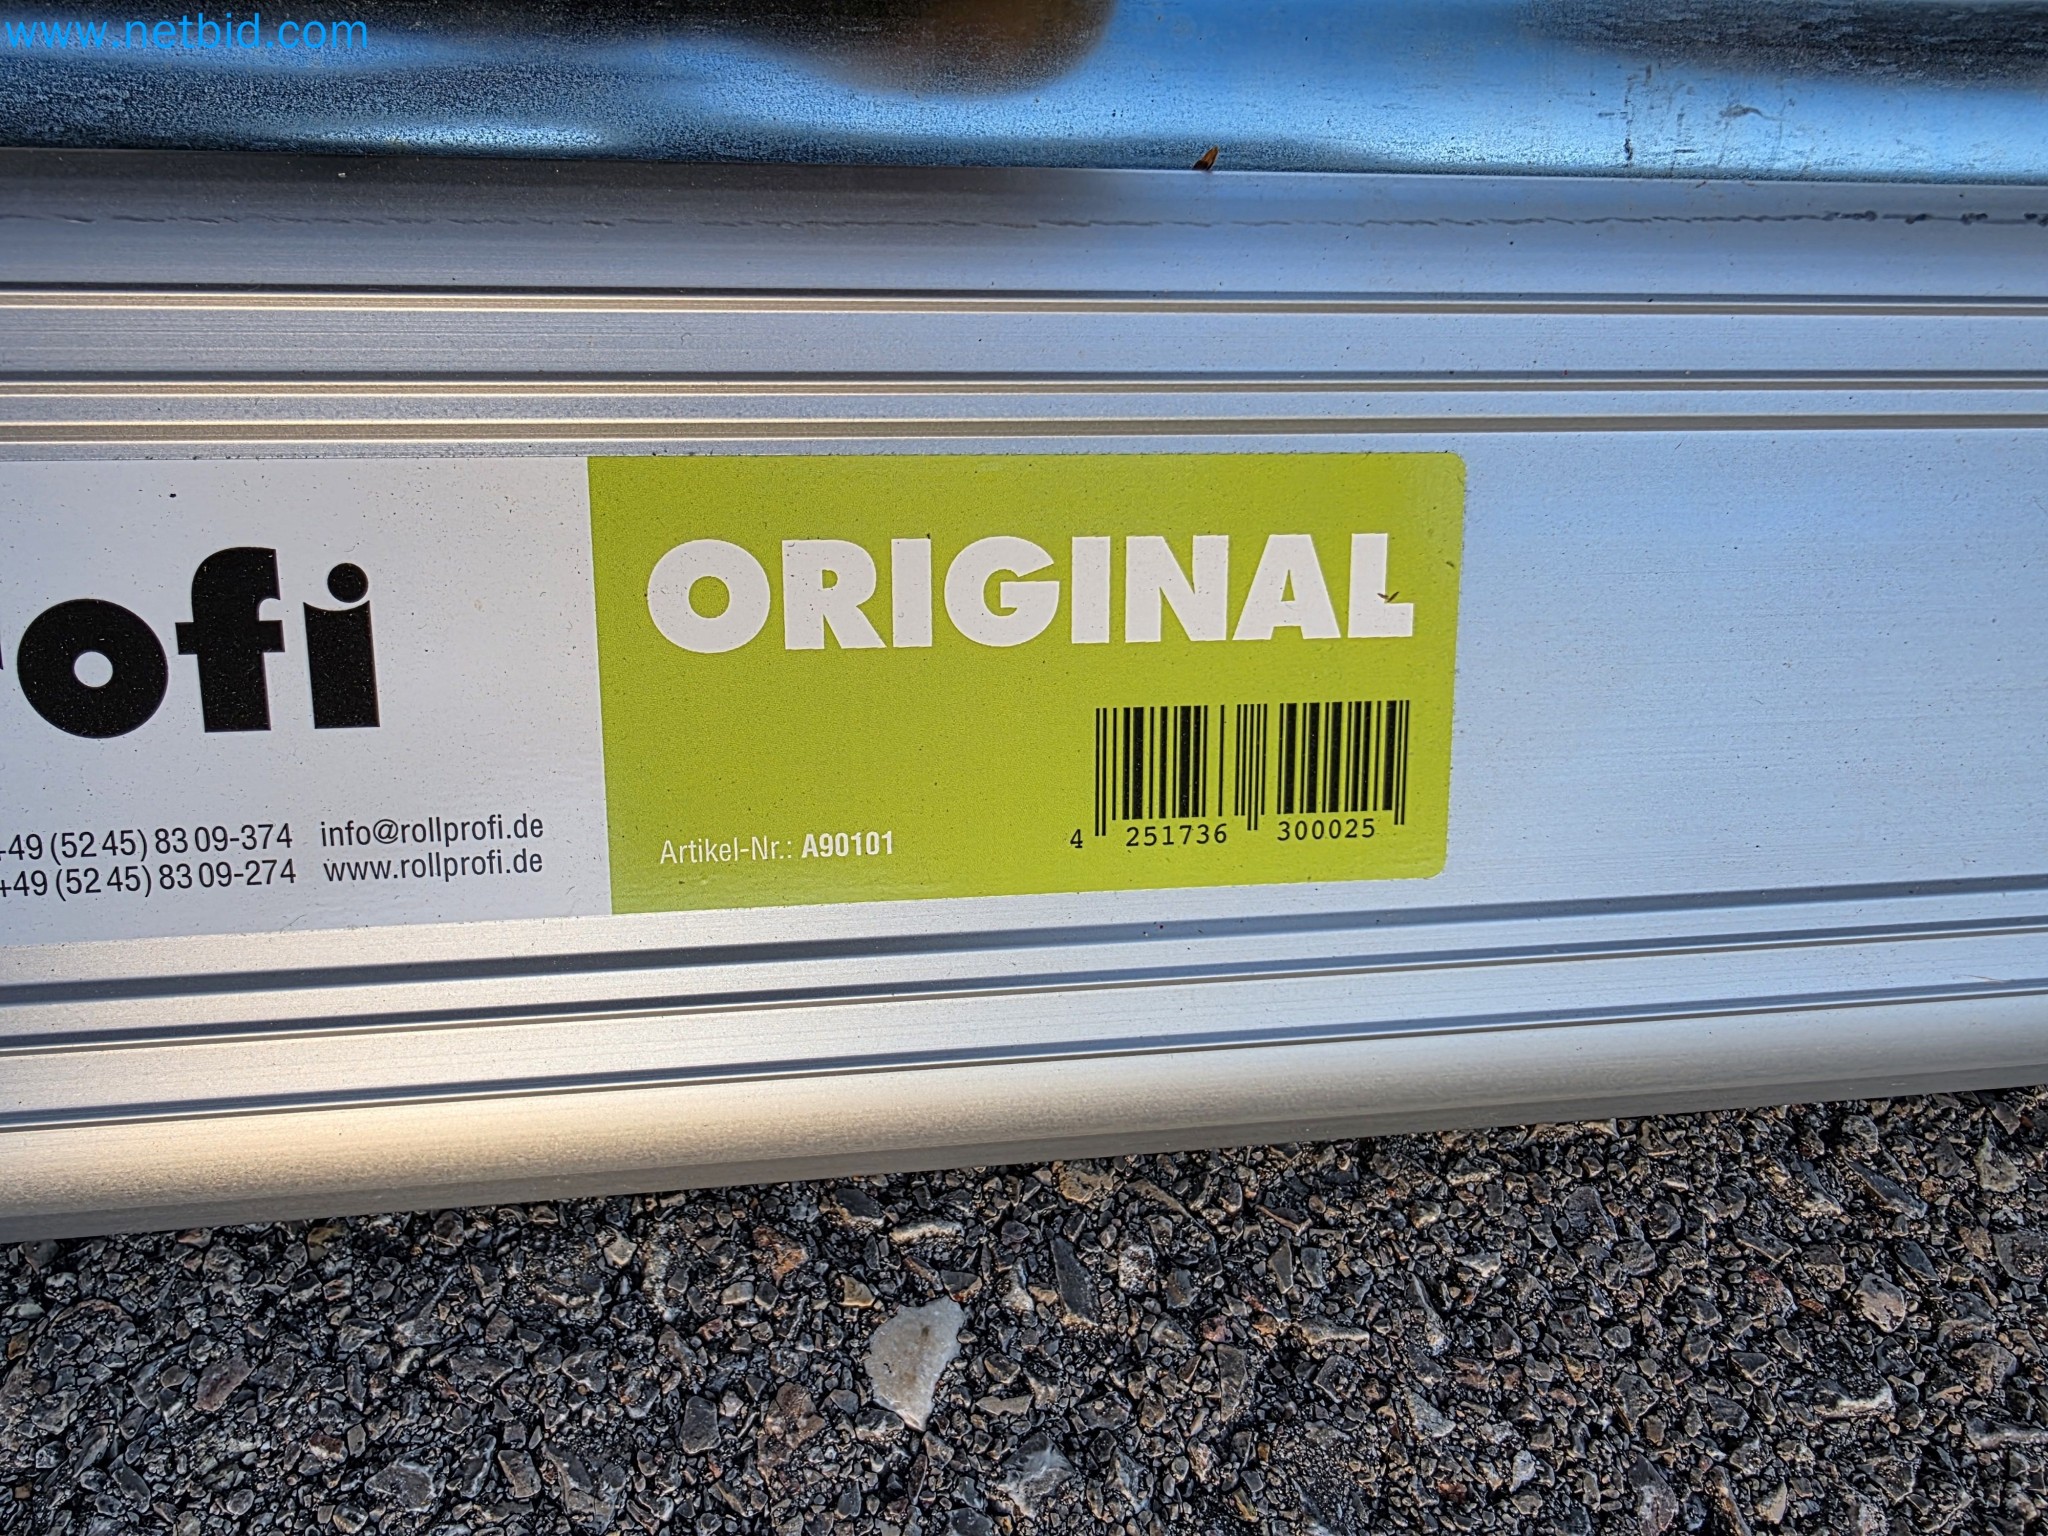 www.netbid.com
ofi
ORIGINAL
+49 (52 45) 83 09-374 info@rollprofi.de
+49 (52 45) 83 09-274 www.rollprofi.de
Artikel-Nr.: A90101
4 251736 300025